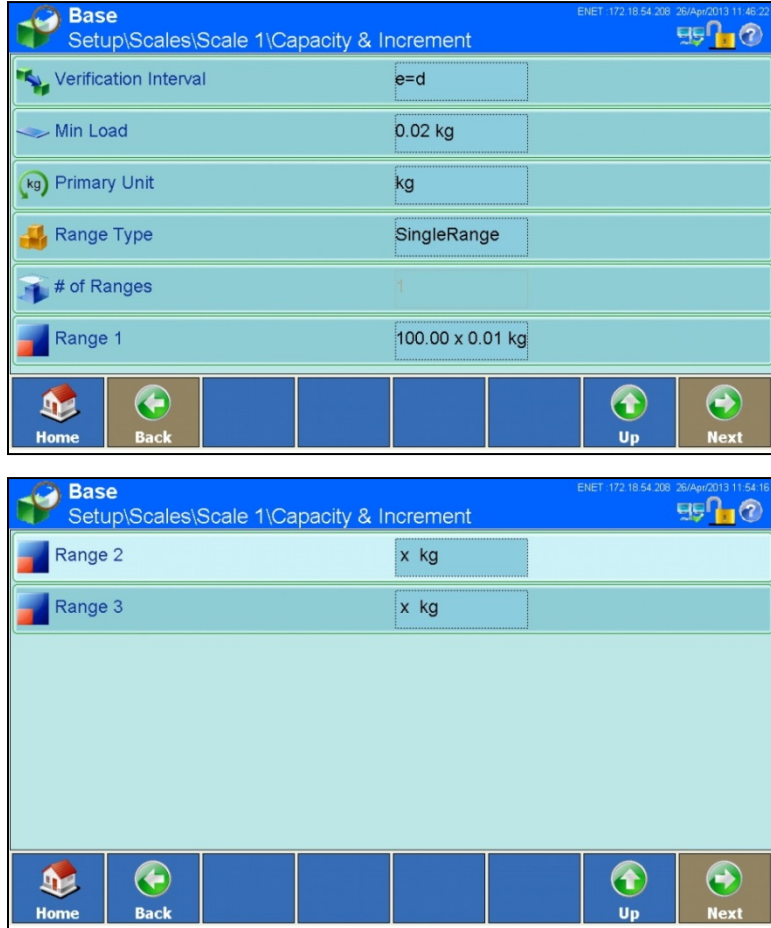 Base
ENET :172.18.54.208 26/Apr/2013 11:46:22
Setup\Scales\Scale 1\Capacity & Increment
?
Verification Interval e=d
Min Load 0.02 kg
kg Primary Unit kg
Range Type SingleRange
# of Ranges 1
Range 1 100.00 x 0.01 kg
Home Back Up Next
Base
ENET :172.18.54.208 26/Apr/2013 11:54:16
Setup\Scales\Scale 1\Capacity & Increment
?
Range 2 x kg
Range 3 x kg
Home Back Up Next